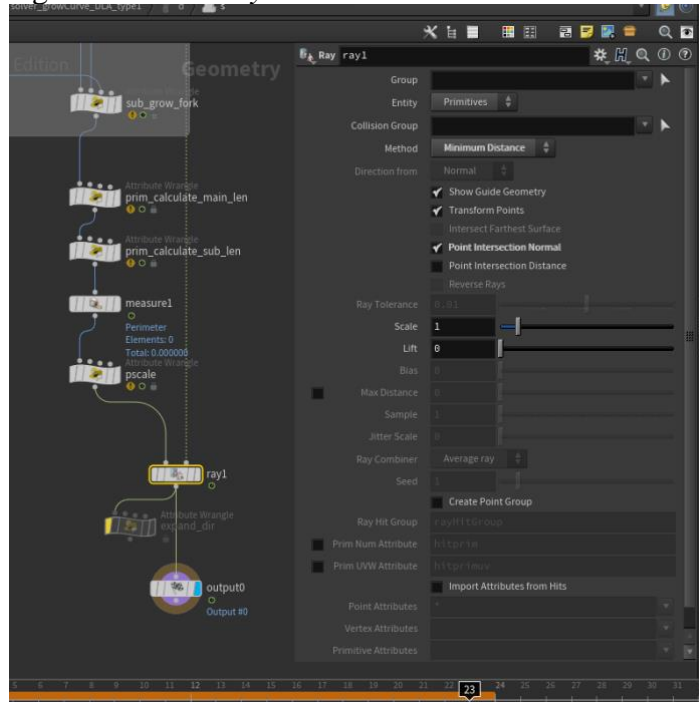 solver_growCurve_DLA_type1
d
s
Edition
Geometry
Attribute Wrangle
sub_grow_fork
Attribute Wrangle
prim_calculate_main_len
Attribute Wrangle
prim_calculate_sub_len
measure1
Perimeter
Elements: 0
Total: 0.000000
Attribute Wrangle
pscale
ray1
Attribute Wrangle
expand_dir
output0
Output #0
Ray ray1
Group
Entity Primitives
Collision Group
Method Minimum Distance
Direction from Normal
Show Guide Geometry
Transform Points
Intersect Farthest Surface
Point Intersection Normal
Point Intersection Distance
Reverse Rays
Ray Tolerance 0.01
Scale 1
Lift 0
Bias 0
Max Distance 0
Sample 1
Jitter Scale 0
Ray Combiner Average ray
Seed 1
Create Point Group
Ray Hit Group rayHitGroup
Prim Num Attribute hitprim
Prim UVW Attribute hitprimuv
Import Attributes from Hits
Point Attributes *
Vertex Attributes
Primitive Attributes
5 6 7 8 9 10 11 12 13 14 15 16 17 18 19 20 21 22 23 24 25 26 27 28 29 30 31